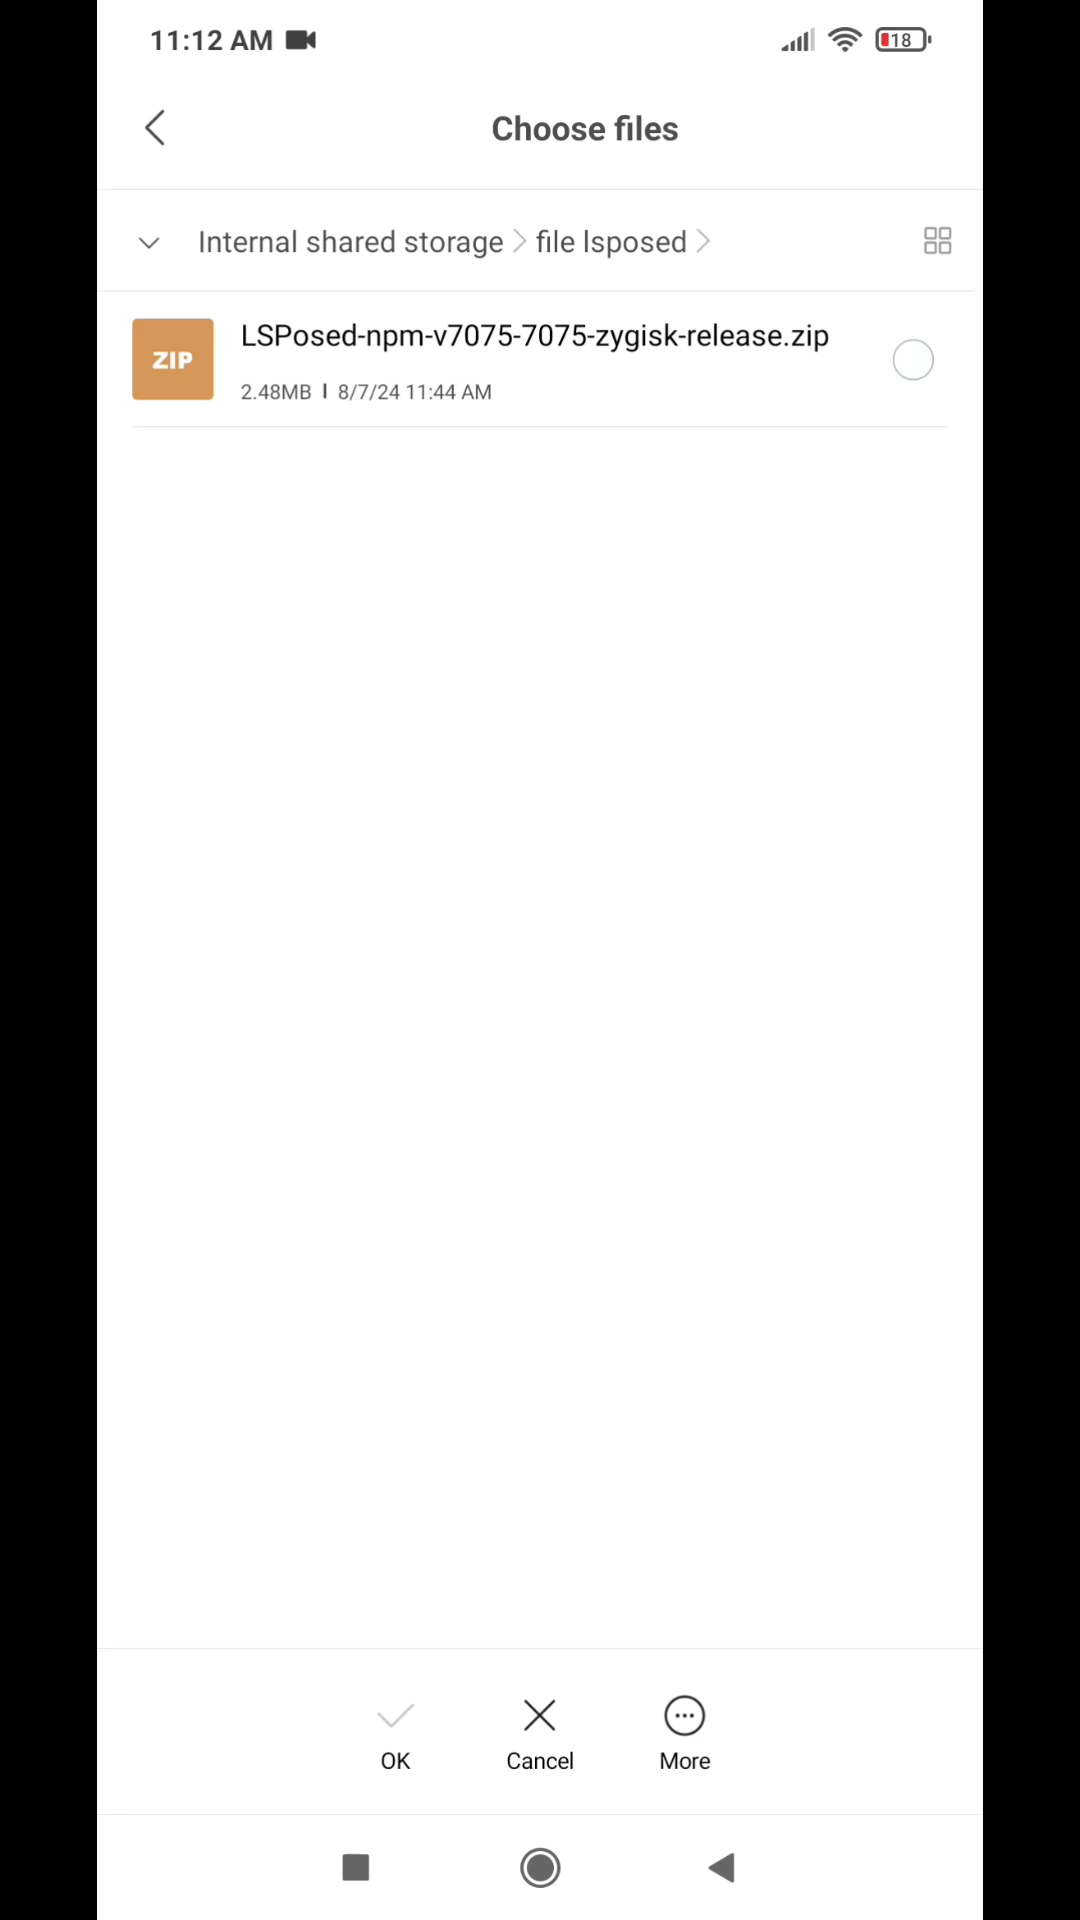 11:12 AM
18
Choose files
Internal shared storage
file lsposed
ZIP
LSPosed-npm-v7075-7075-zygisk-release.zip
2.48MB I 8/7/24 11:44 AM
OK
Cancel
More